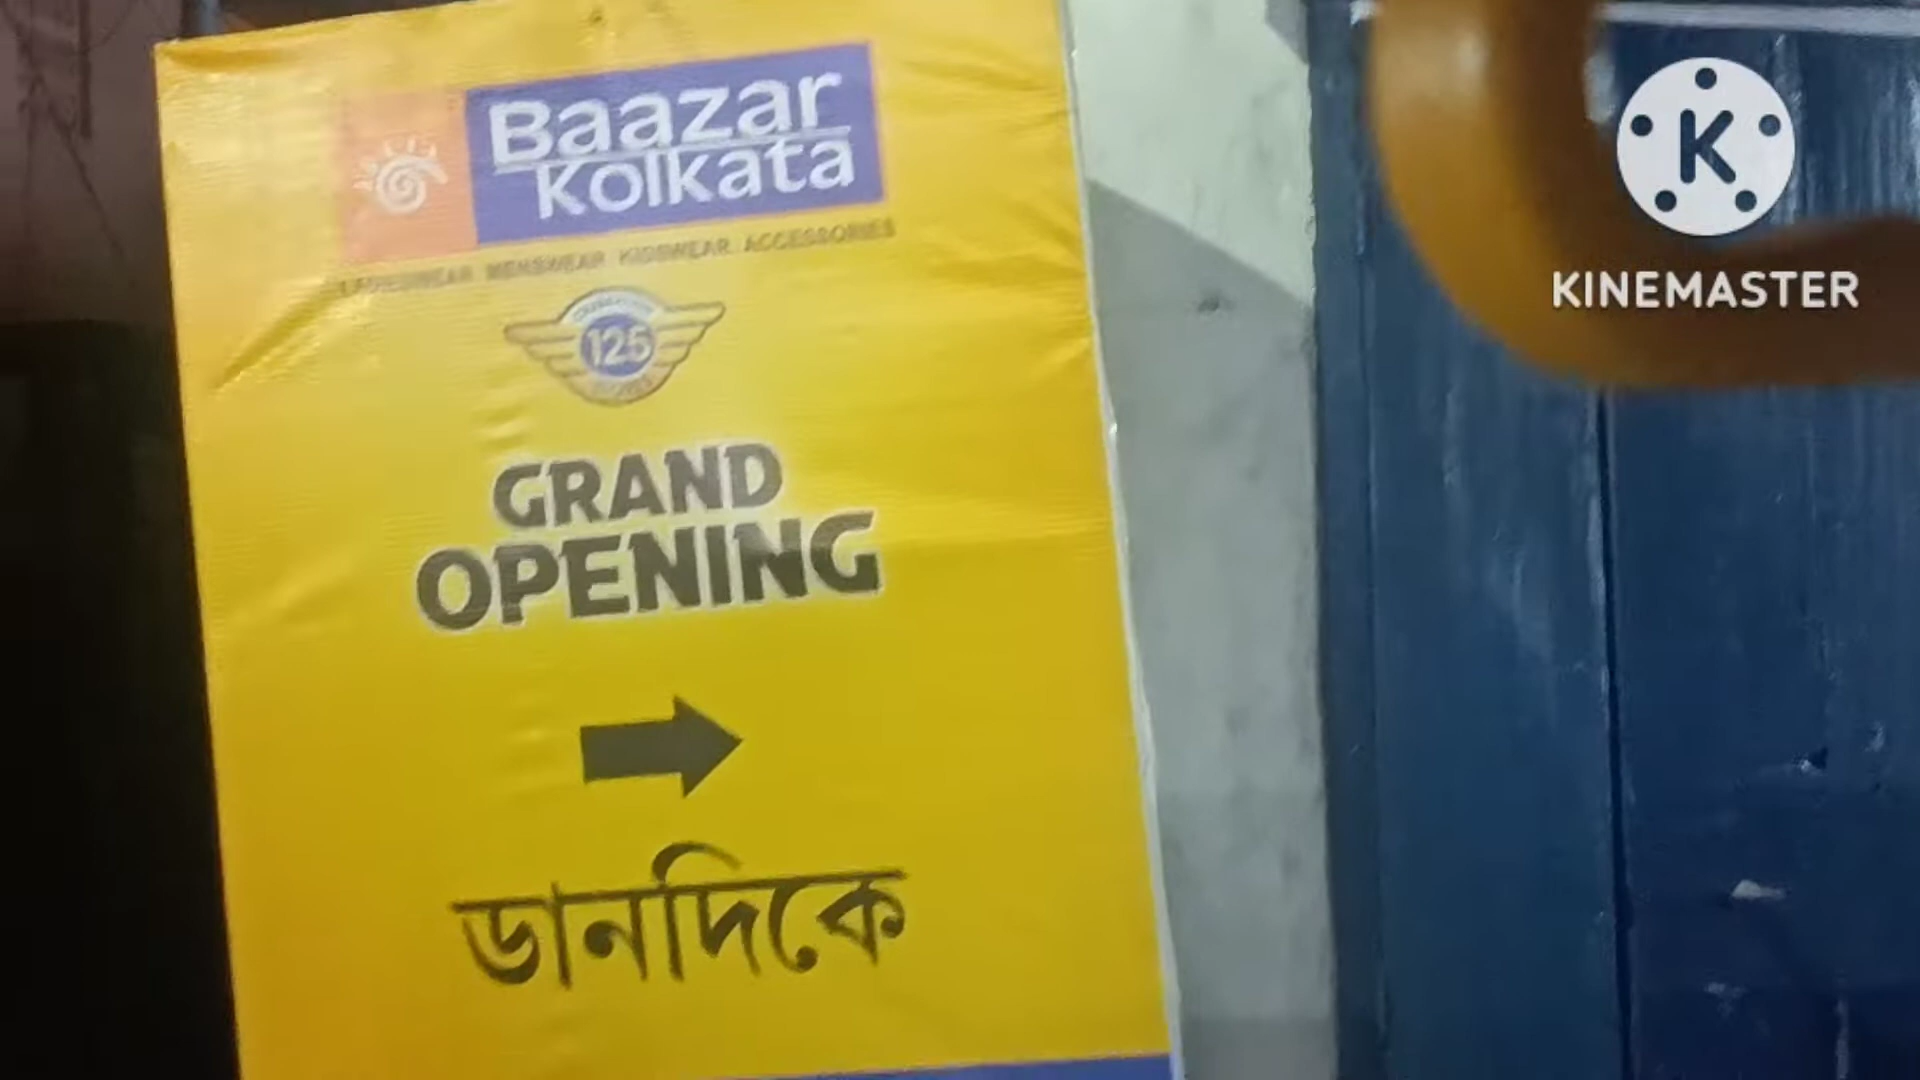 Baazar
Kolkata
LADIESWEAR MENSWEAR KIDSWEAR ACCESSORIES
125
GRAND
OPENING
ডানদিকে
K
KINEMASTER